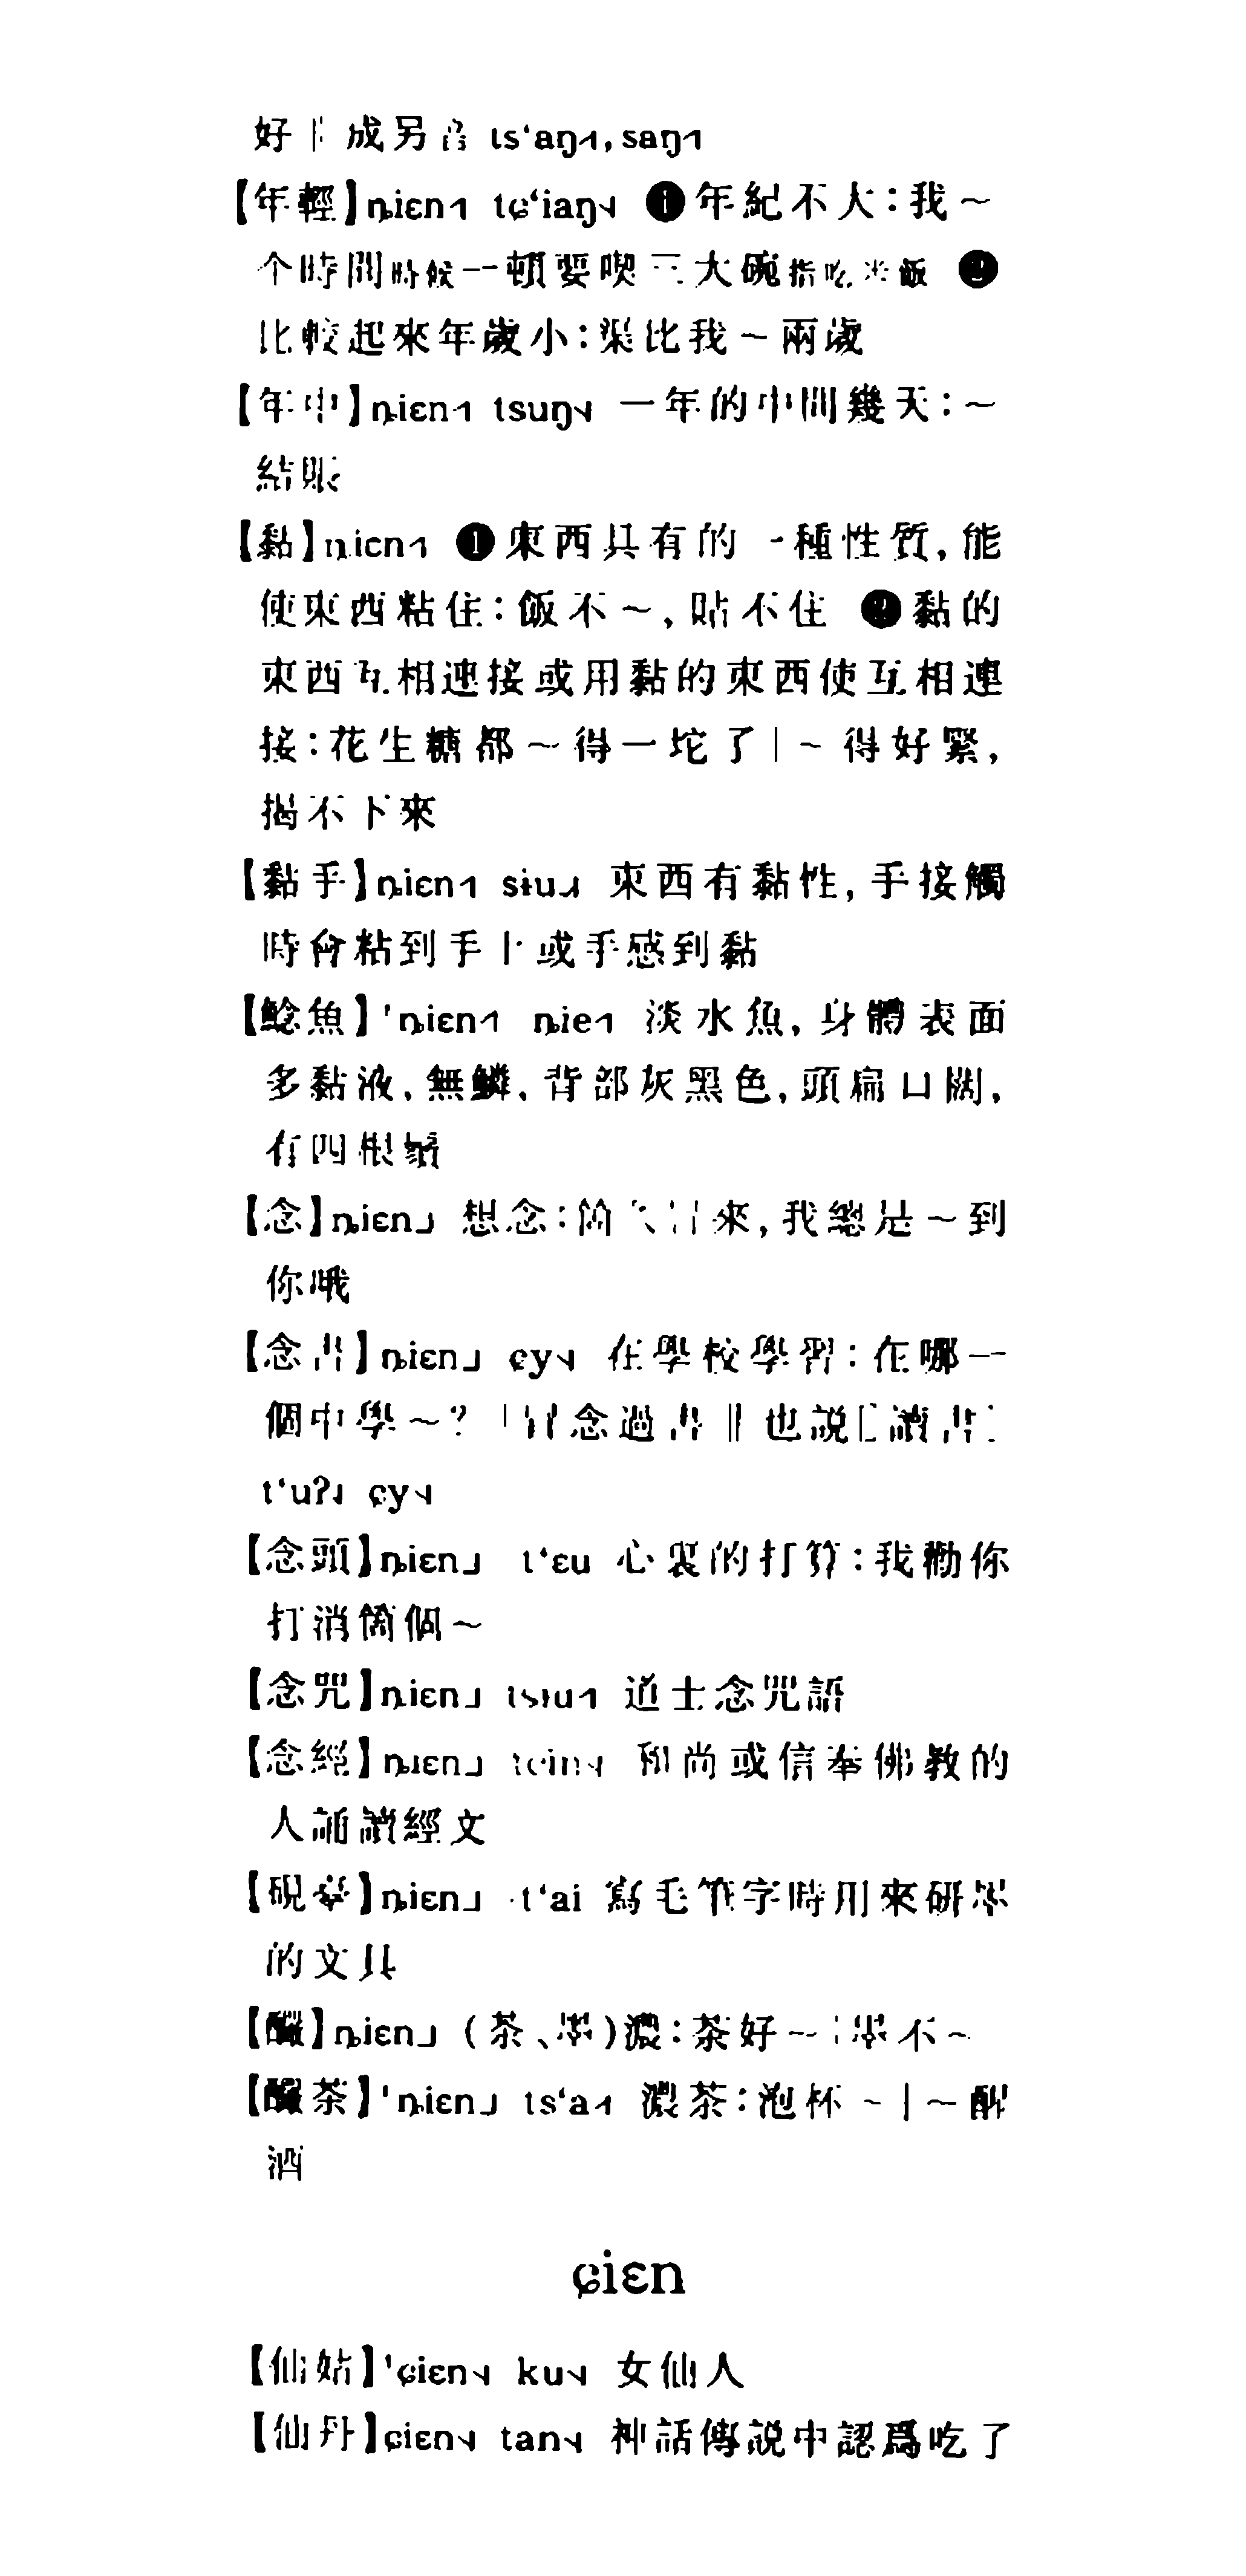 好‖成另音 tsʻaŋ˧˥, saŋ˧˥
【年輕】ȵiɛn˧˥ tɕʻiaŋ˨˩ ❶年紀不大：我～
个時間時候一頓要喫三大碗指吃米飯 ❷
比較起來年歲小：渠比我～兩歲
【年中】ȵiɛn˧˥ tsuŋ˨˩ 一年的中間幾天：～
結賬
【黏】ȵiɛn˧˥ ❶東西具有的一種性質，能
使東西粘住：飯不～，貼不住 ❷黏的
東西互相連接或用黏的東西使互相連
接：花生糖都～得一坨了｜～得好緊，
揭不下來
【黏手】ȵiɛn˧˥ siu˩ 東西有黏性，手接觸
時會粘到手上或手感到黏
【鯰魚】ˈȵiɛn˧˥ ȵie˧˥ 淡水魚，身體表面
多黏液，無鱗，背部灰黑色，頭扁口闊，
有四根鬚
【念】ȵiɛn˩ 想念：箇 來，我總是～到
你哦
【念書】ȵiɛn˩ ɕy˨˩ 在學校學習：在哪一
個中學～？｜冒念過書 ‖ 也説［讀書］
tʻuʔ˩ ɕy˨˩
【念頭】ȵiɛn˩ tʻɛu 心裏的打算：我勸你
打消箇個～
【念咒】ȵiɛn˩ tsiu˧˥ 道士念咒語
【念經】ȵiɛn˩ tɕin˨˩ 和尚或信奉佛教的
人誦讀經文
【硯臺】ȵiɛn˩ ·tʻai 寫毛筆字時用來研墨
的文具
【釅】ȵiɛn˩ （茶、墨）濃：茶好～｜墨不～
【釅茶】ˈȵiɛn˩ tsʻa˧˥ 濃茶：泡杯～｜～醉
酒
ɕiɛn
【仙姑】ˈɕiɛn˨˩ ku˨˩ 女仙人
【仙丹】ɕiɛn˨˩ tan˨˩ 神話傳説中認爲吃了